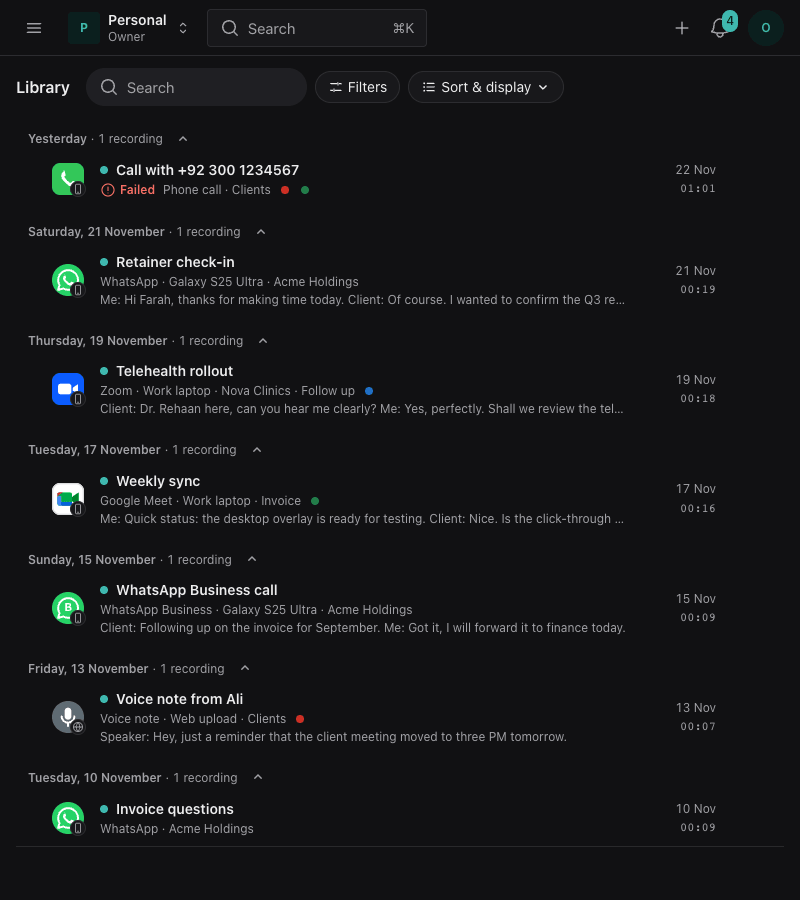 P
Personal
Owner
Search
⌘K
4
O
Library
Search
Filters
Sort & display
Yesterday · 1 recording
Call with +92 300 1234567
22 Nov
Failed Phone call · Clients
01:01
Saturday, 21 November · 1 recording
Retainer check-in
21 Nov
WhatsApp · Galaxy S25 Ultra · Acme Holdings
00:19
Me: Hi Farah, thanks for making time today. Client: Of course. I wanted to confirm the Q3 re...
Thursday, 19 November · 1 recording
Telehealth rollout
19 Nov
Zoom · Work laptop · Nova Clinics · Follow up
00:18
Client: Dr. Rehaan here, can you hear me clearly? Me: Yes, perfectly. Shall we review the tel...
Tuesday, 17 November · 1 recording
Weekly sync
17 Nov
Google Meet · Work laptop · Invoice
00:16
Me: Quick status: the desktop overlay is ready for testing. Client: Nice. Is the click-through ...
Sunday, 15 November · 1 recording
B
WhatsApp Business call
15 Nov
WhatsApp Business · Galaxy S25 Ultra · Acme Holdings
00:09
Client: Following up on the invoice for September. Me: Got it, I will forward it to finance today.
Friday, 13 November · 1 recording
Voice note from Ali
13 Nov
Voice note · Web upload · Clients
00:07
Speaker: Hey, just a reminder that the client meeting moved to three PM tomorrow.
Tuesday, 10 November · 1 recording
Invoice questions
10 Nov
WhatsApp · Acme Holdings
00:09